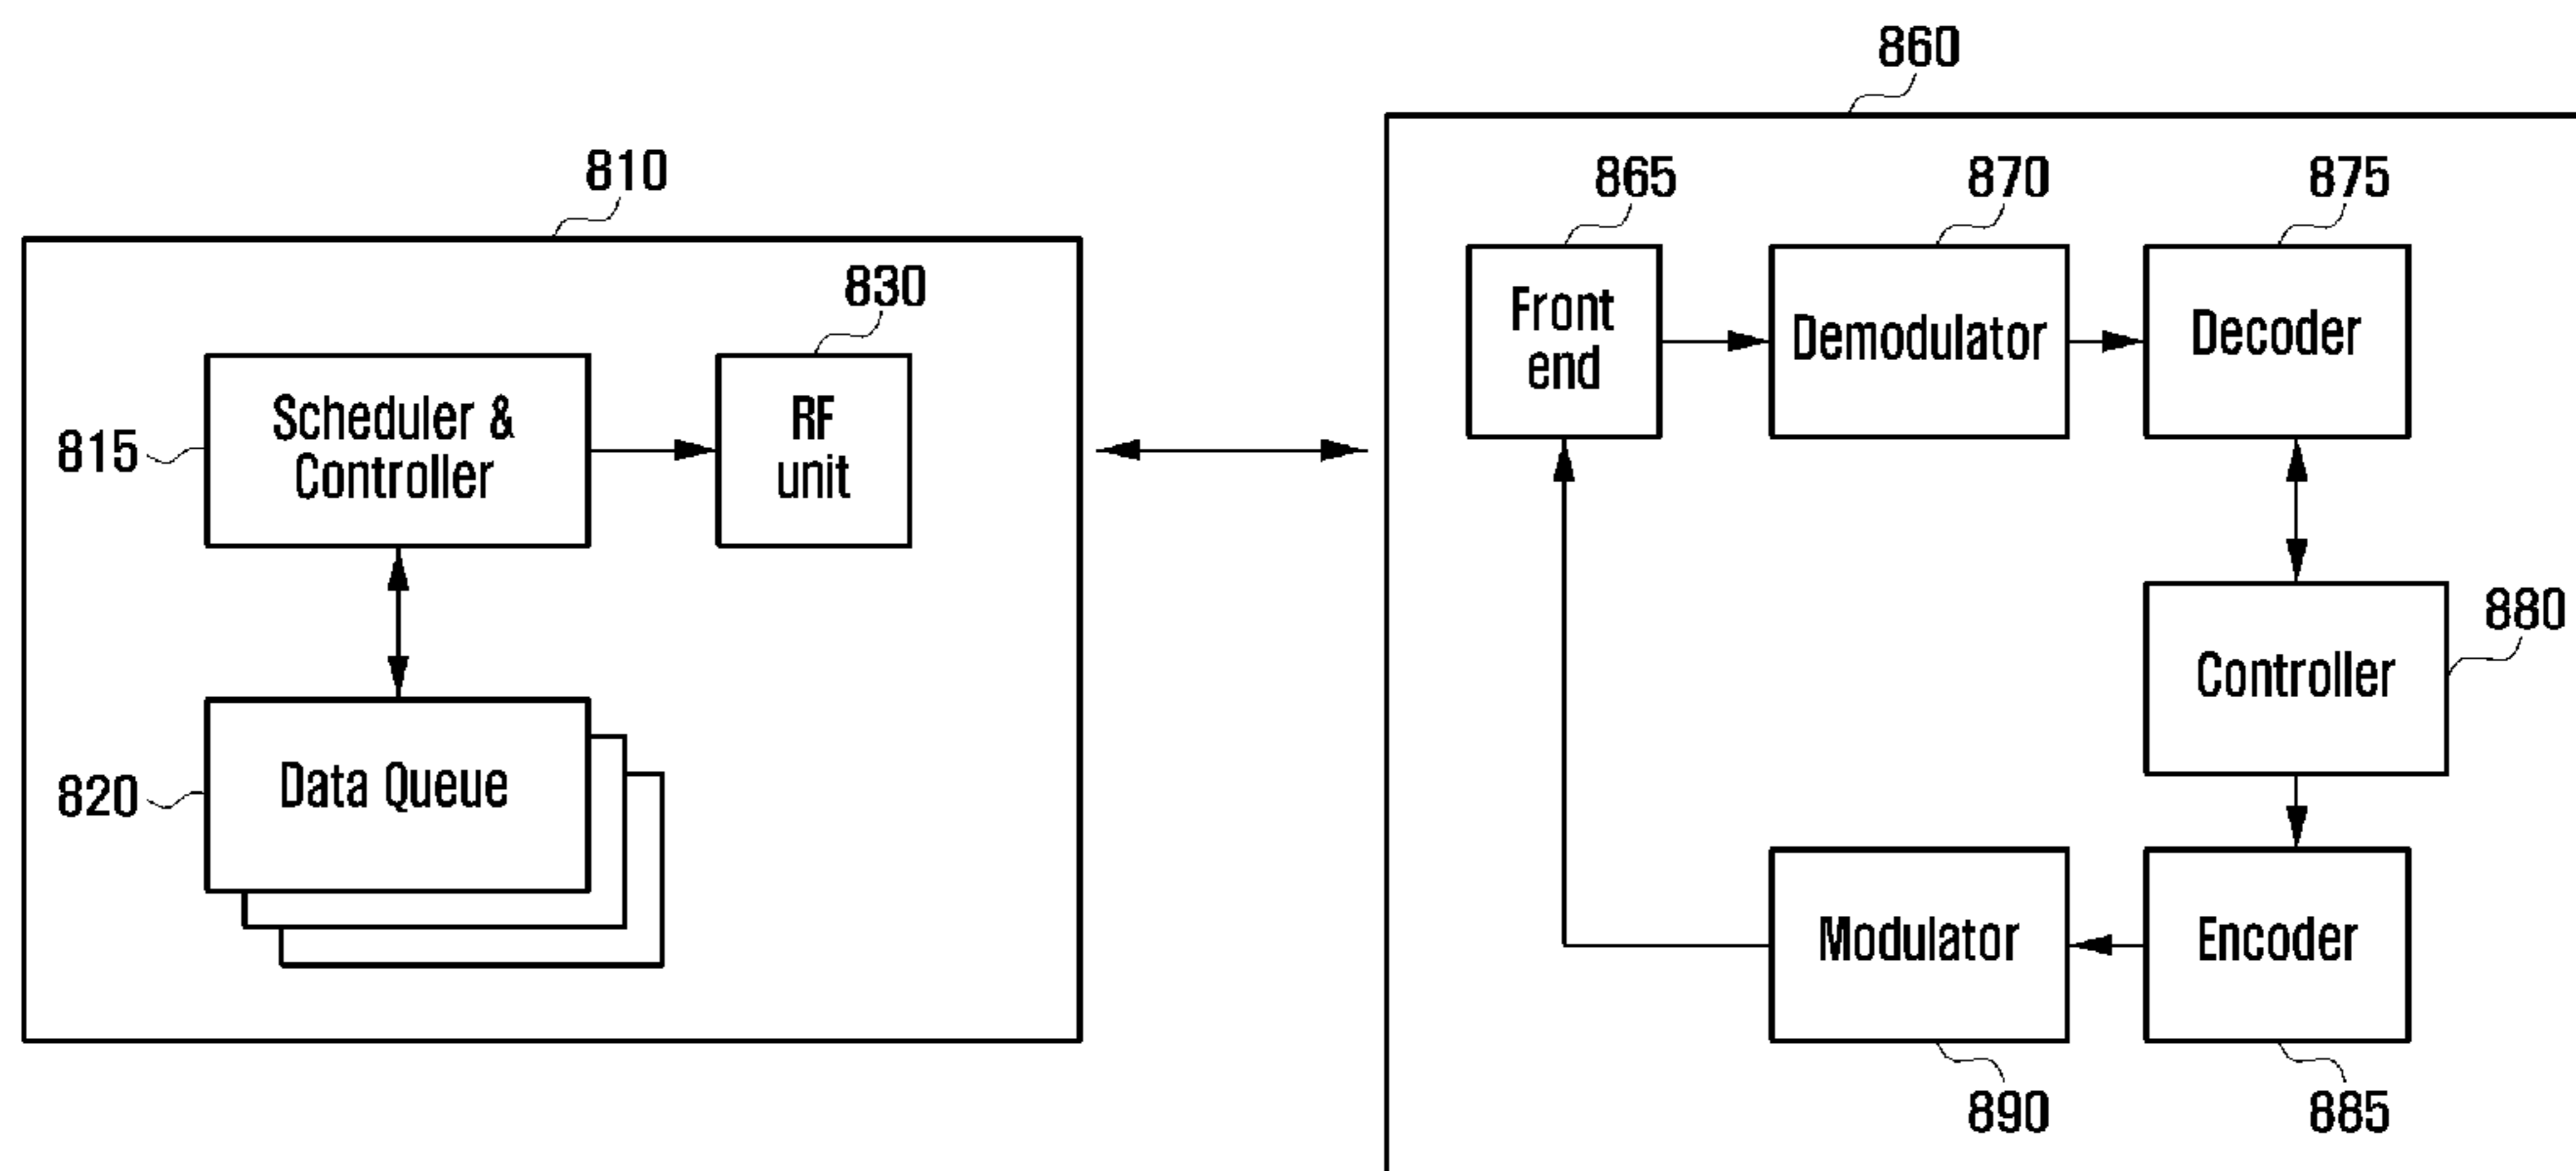 860
810
865
870
875
830
Front
end
Demodulator
Decoder
815
Scheduler &
Controller
RF
unit
880
Controller
820
Data Queue
Modulator
Encoder
890
885